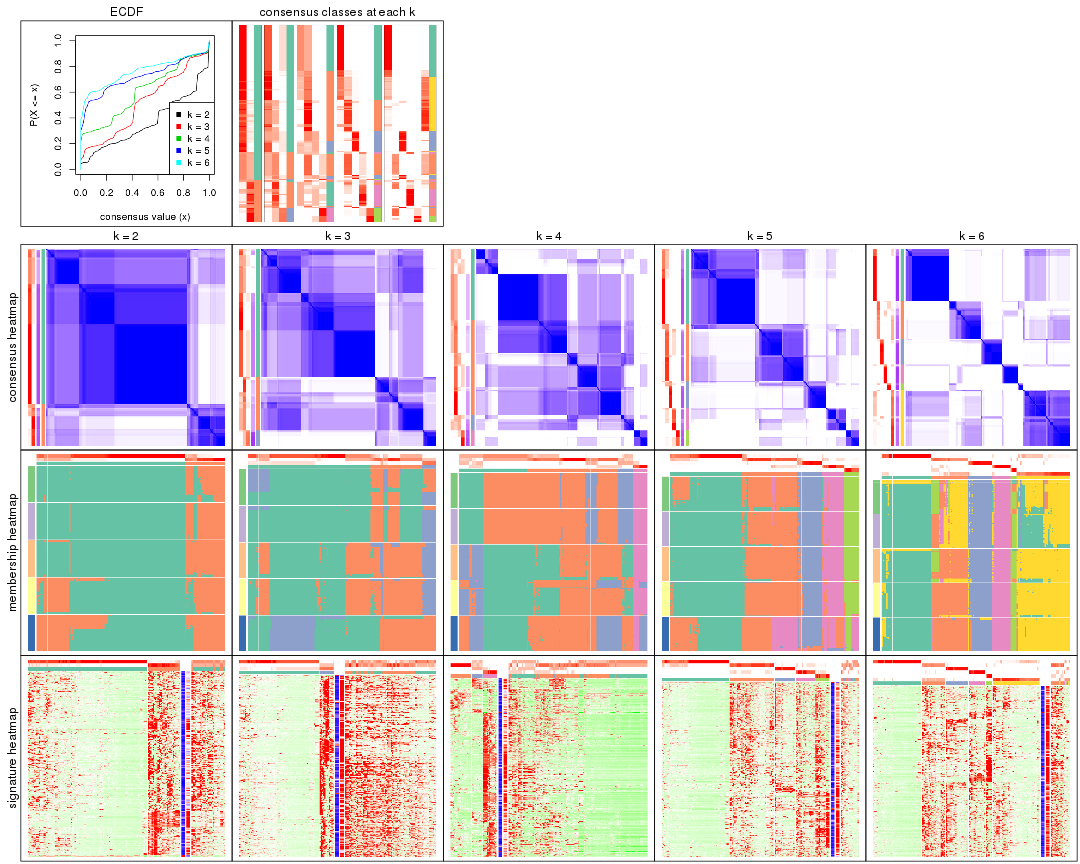 ECDF
consensus classes at each k
P(X <= x)
0.0 0.2 0.4 0.6 0.8 1.0
k = 2
k = 3
k = 4
k = 5
k = 6
0.0 0.2 0.4 0.6 0.8 1.0
consensus value (x)
k = 2 k = 3 k = 4 k = 5 k = 6
consensus heatmap
membership heatmap
signature heatmap